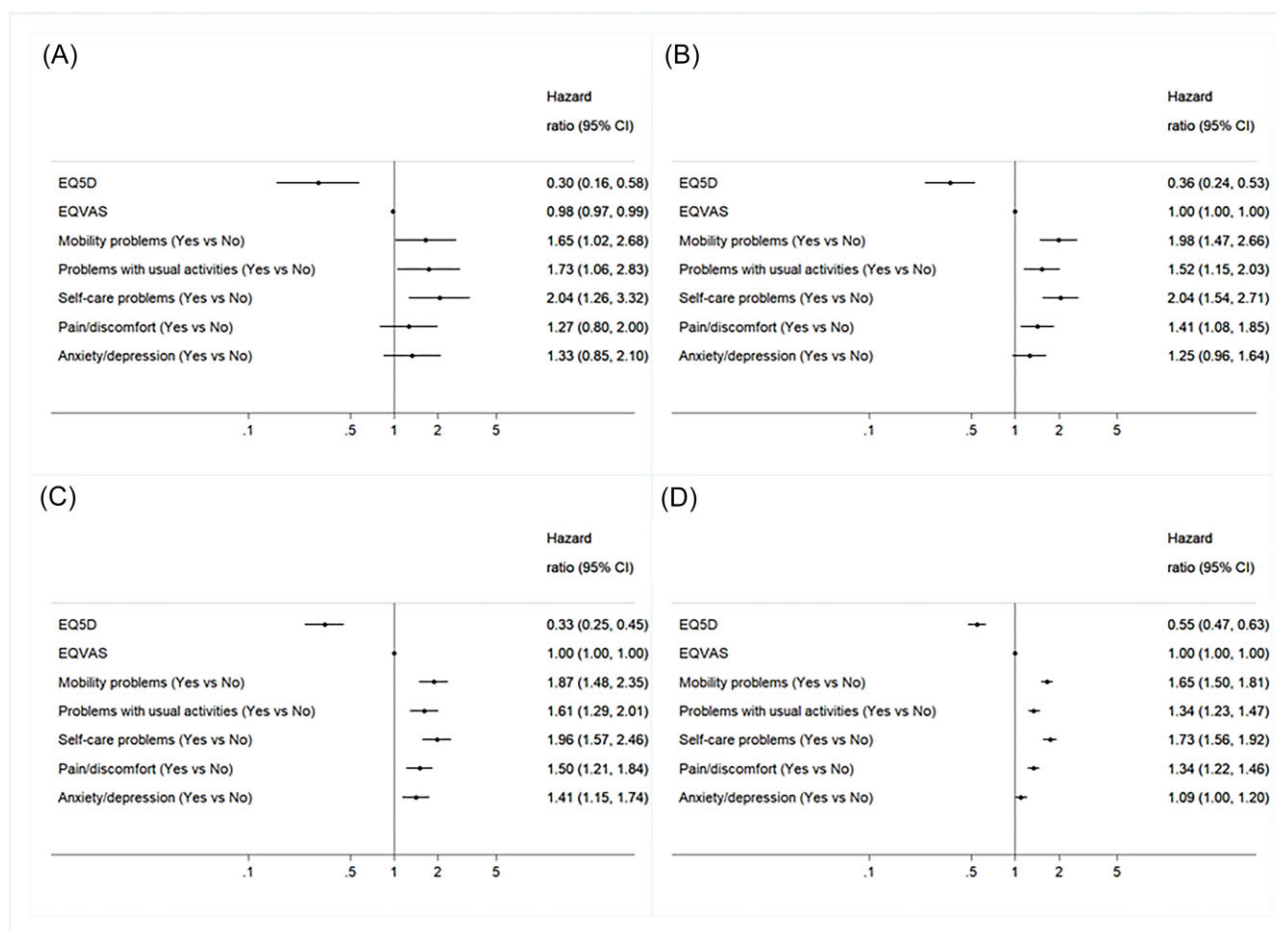 (A)
Hazard
ratio (95% CI)
EQ5D 0.30 (0.16, 0.58)
EQVAS 0.98 (0.97, 0.99)
Mobility problems (Yes vs No) 1.65 (1.02, 2.68)
Problems with usual activities (Yes vs No) 1.73 (1.06, 2.83)
Self-care problems (Yes vs No) 2.04 (1.26, 3.32)
Pain/discomfort (Yes vs No) 1.27 (0.80, 2.00)
Anxiety/depression (Yes vs No) 1.33 (0.85, 2.10)
.1 .5 1 2 5
(B)
Hazard
ratio (95% CI)
EQ5D 0.36 (0.24, 0.53)
EQVAS 1.00 (1.00, 1.00)
Mobility problems (Yes vs No) 1.98 (1.47, 2.66)
Problems with usual activities (Yes vs No) 1.52 (1.15, 2.03)
Self-care problems (Yes vs No) 2.04 (1.54, 2.71)
Pain/discomfort (Yes vs No) 1.41 (1.08, 1.85)
Anxiety/depression (Yes vs No) 1.25 (0.96, 1.64)
.1 .5 1 2 5
(C)
Hazard
ratio (95% CI)
EQ5D 0.33 (0.25, 0.45)
EQVAS 1.00 (1.00, 1.00)
Mobility problems (Yes vs No) 1.87 (1.48, 2.35)
Problems with usual activities (Yes vs No) 1.61 (1.29, 2.01)
Self-care problems (Yes vs No) 1.96 (1.57, 2.46)
Pain/discomfort (Yes vs No) 1.50 (1.21, 1.84)
Anxiety/depression (Yes vs No) 1.41 (1.15, 1.74)
.1 .5 1 2 5
(D)
Hazard
ratio (95% CI)
EQ5D 0.55 (0.47, 0.63)
EQVAS 1.00 (1.00, 1.00)
Mobility problems (Yes vs No) 1.65 (1.50, 1.81)
Problems with usual activities (Yes vs No) 1.34 (1.23, 1.47)
Self-care problems (Yes vs No) 1.73 (1.56, 1.92)
Pain/discomfort (Yes vs No) 1.34 (1.22, 1.46)
Anxiety/depression (Yes vs No) 1.09 (1.00, 1.20)
.1 .5 1 2 5